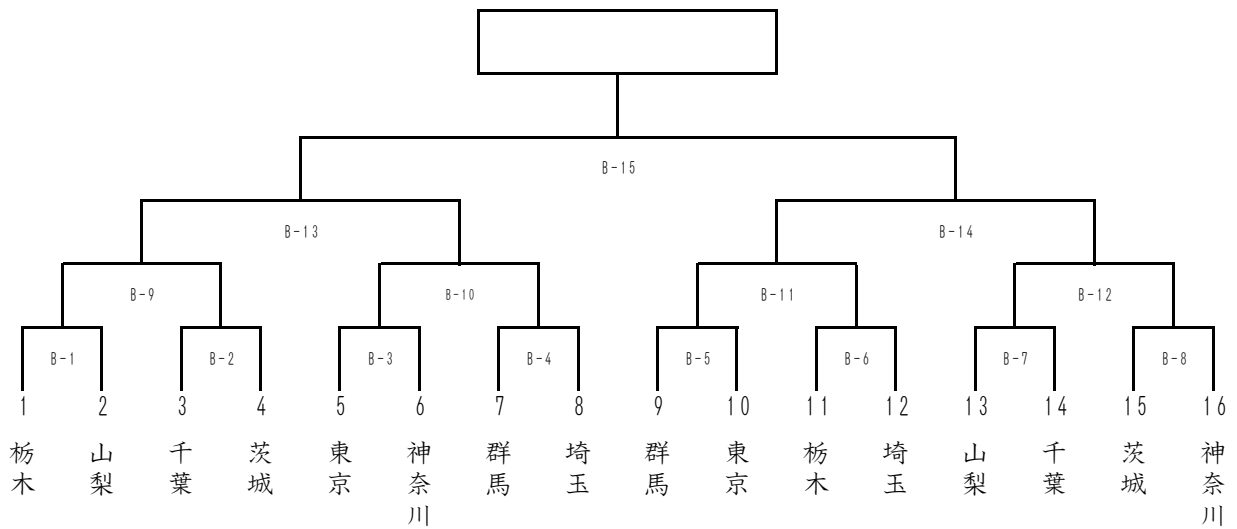 B-15
B-13
B-14
B-9
B-10
B-11
B-12
B-1
B-2
B-3
B-4
B-5
B-6
B-7
B-8
1 2 3 4 5 6 7 8 9 10 11 12 13 14 15 16
栃木
山梨
千葉
茨城
東京
神奈川
群馬
埼玉
群馬
東京
栃木
埼玉
山梨
千葉
茨城
神奈川